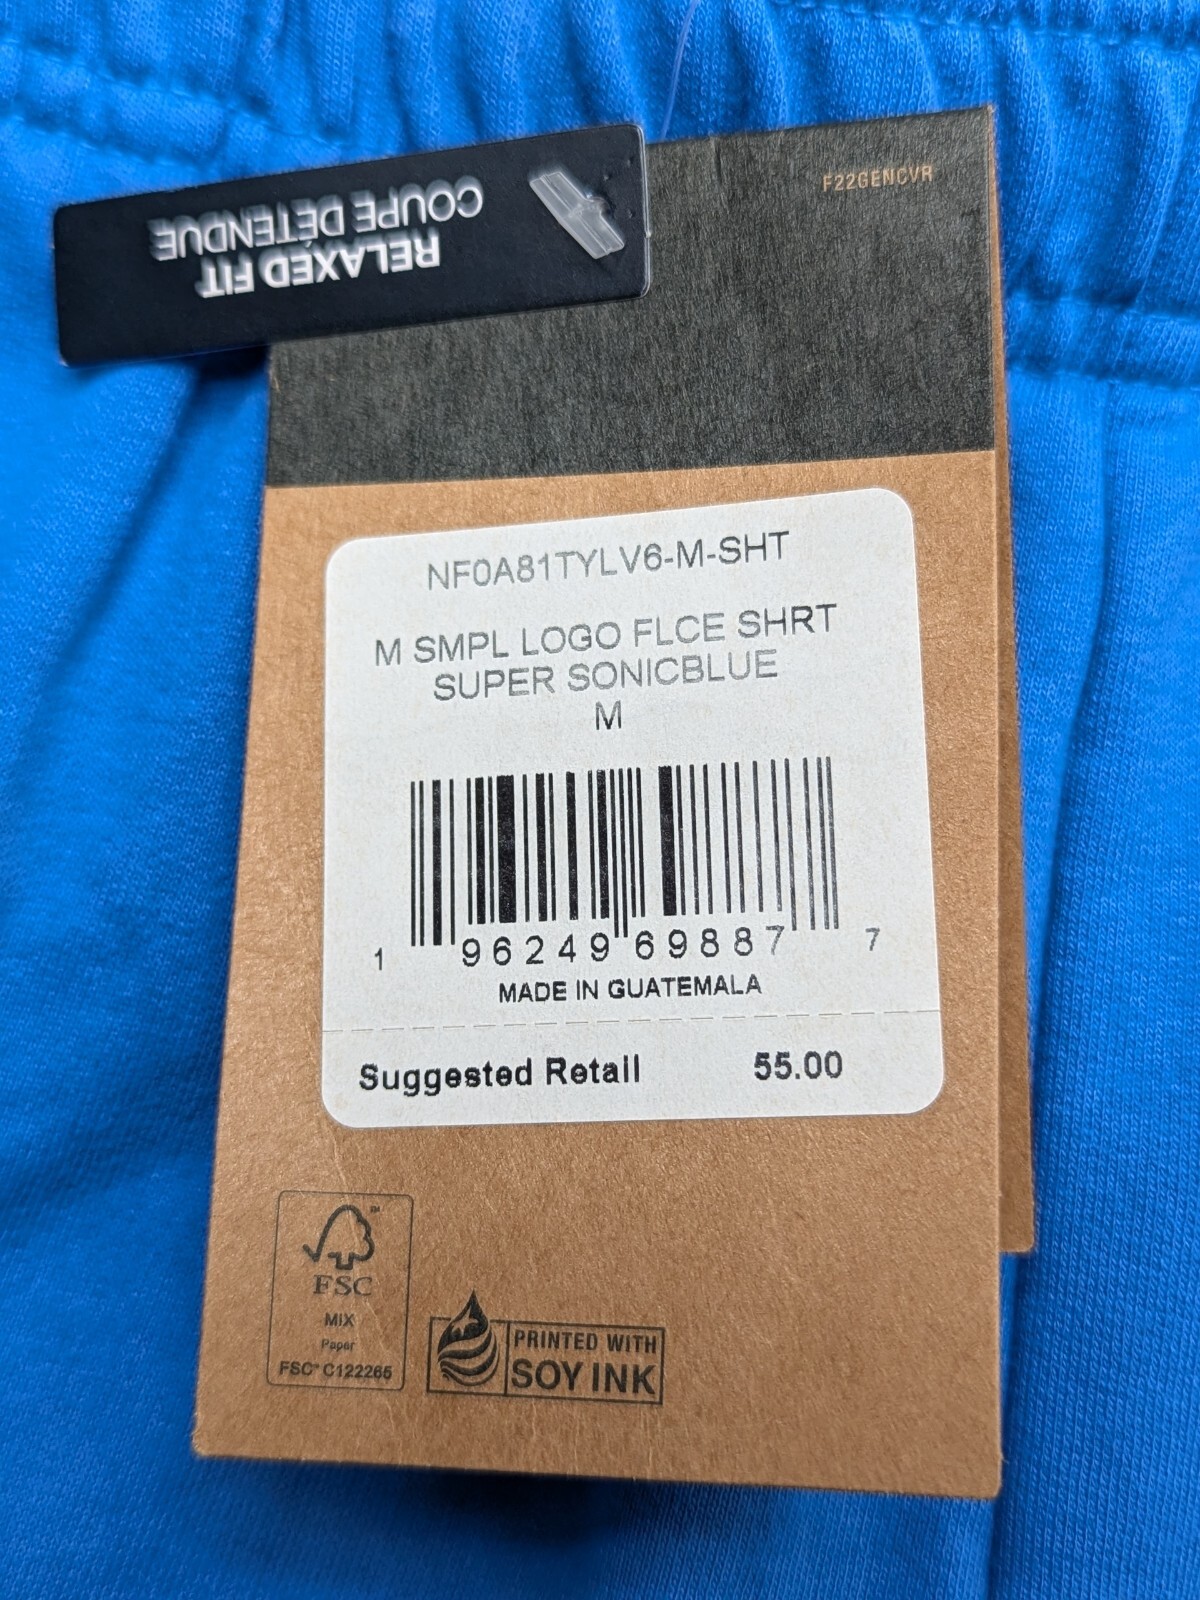 F22GENCVR
RELAXED FIT
COUPE DÉTENDUE
NF0A81TYLV6-M-SHT
M SMPL LOGO FLCE SHRT
SUPER SONICBLUE
M
1 96249 69887 7
MADE IN GUATEMALA
Suggested Retail 55.00
FSC
MIX
Paper
FSC® C122265
PRINTED WITH
SOY INK